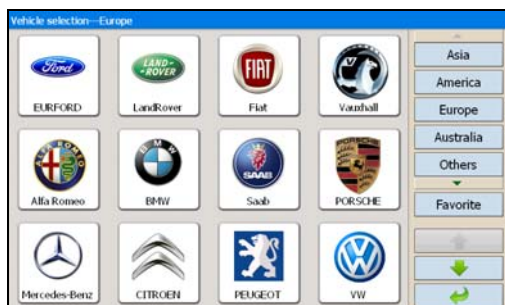 Vehicle selection---Europe
Ford
LAND-
ROVER
FIAT
EURFORD
LandRover
Fiat
Vauxhall
Asia
America
Europe
Australia
Others
Favorite
ALFA ROMEO
BMW
SAAB
PORSCHE
Alfa Romeo
BMW
Saab
PORSCHE
Mercedes-Benz
CITROEN
PEUGEOT
VW